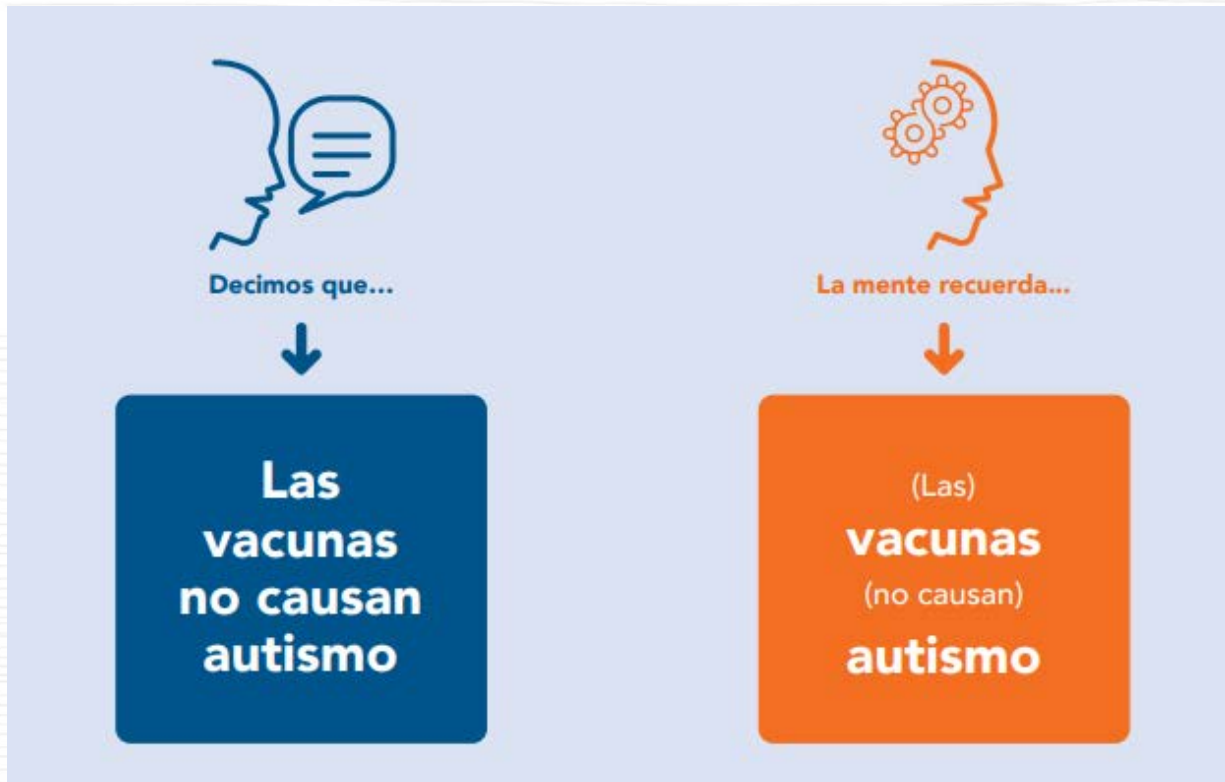 Decimos que...
Las
vacunas
no causan
autismo
La mente recuerda...
(Las)
vacunas
(no causan)
autismo